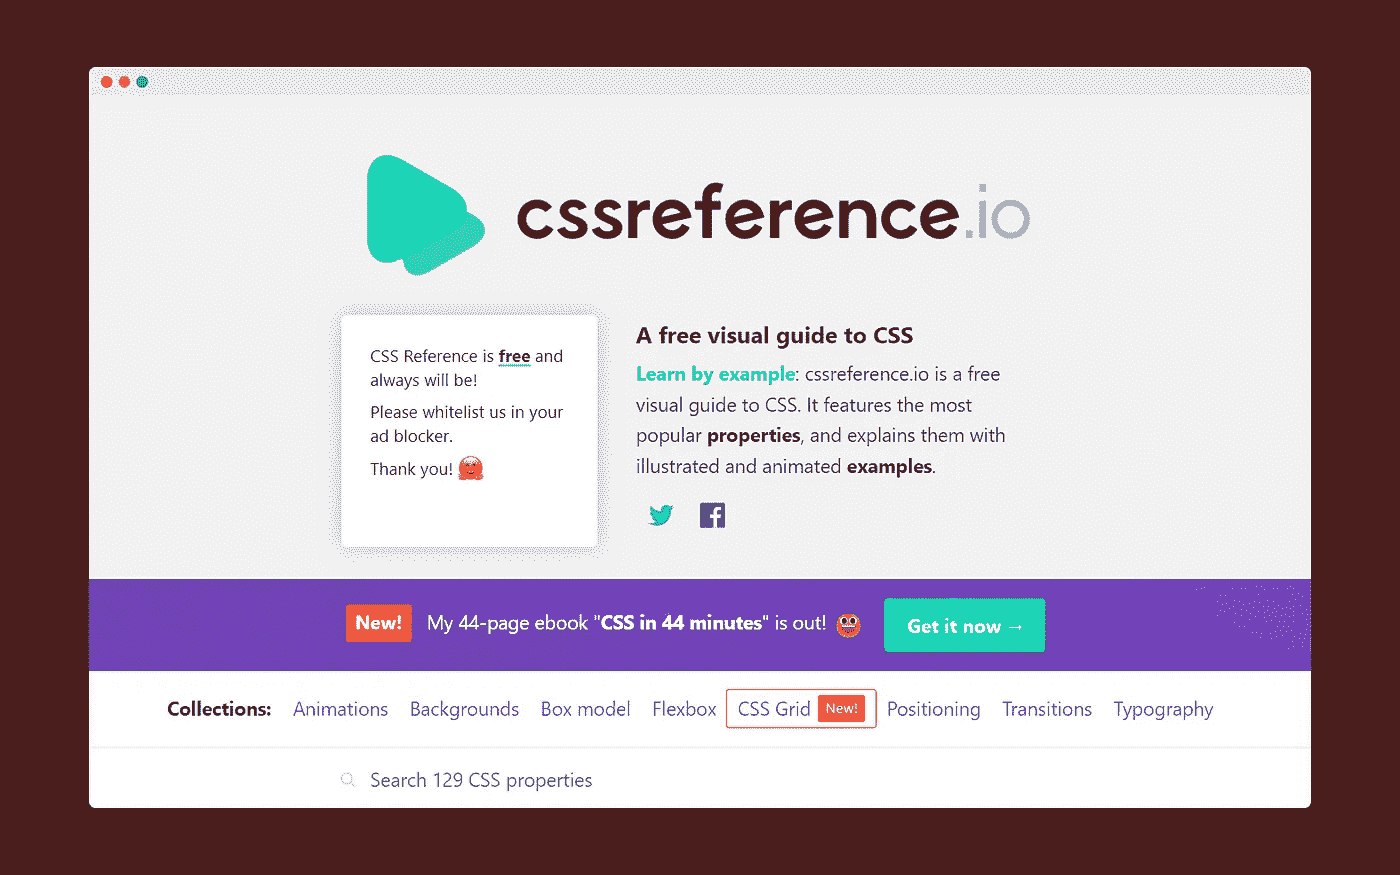 cssreference.io
CSS Reference is free and
always will be!
Please whitelist us in your
ad blocker.
Thank you!
A free visual guide to CSS
Learn by example: cssreference.io is a free
visual guide to CSS. It features the most
popular properties, and explains them with
illustrated and animated examples.
New! My 44-page ebook "CSS in 44 minutes" is out! Get it now →
Collections: Animations Backgrounds Box model Flexbox CSS Grid New! Positioning Transitions Typography
Search 129 CSS properties